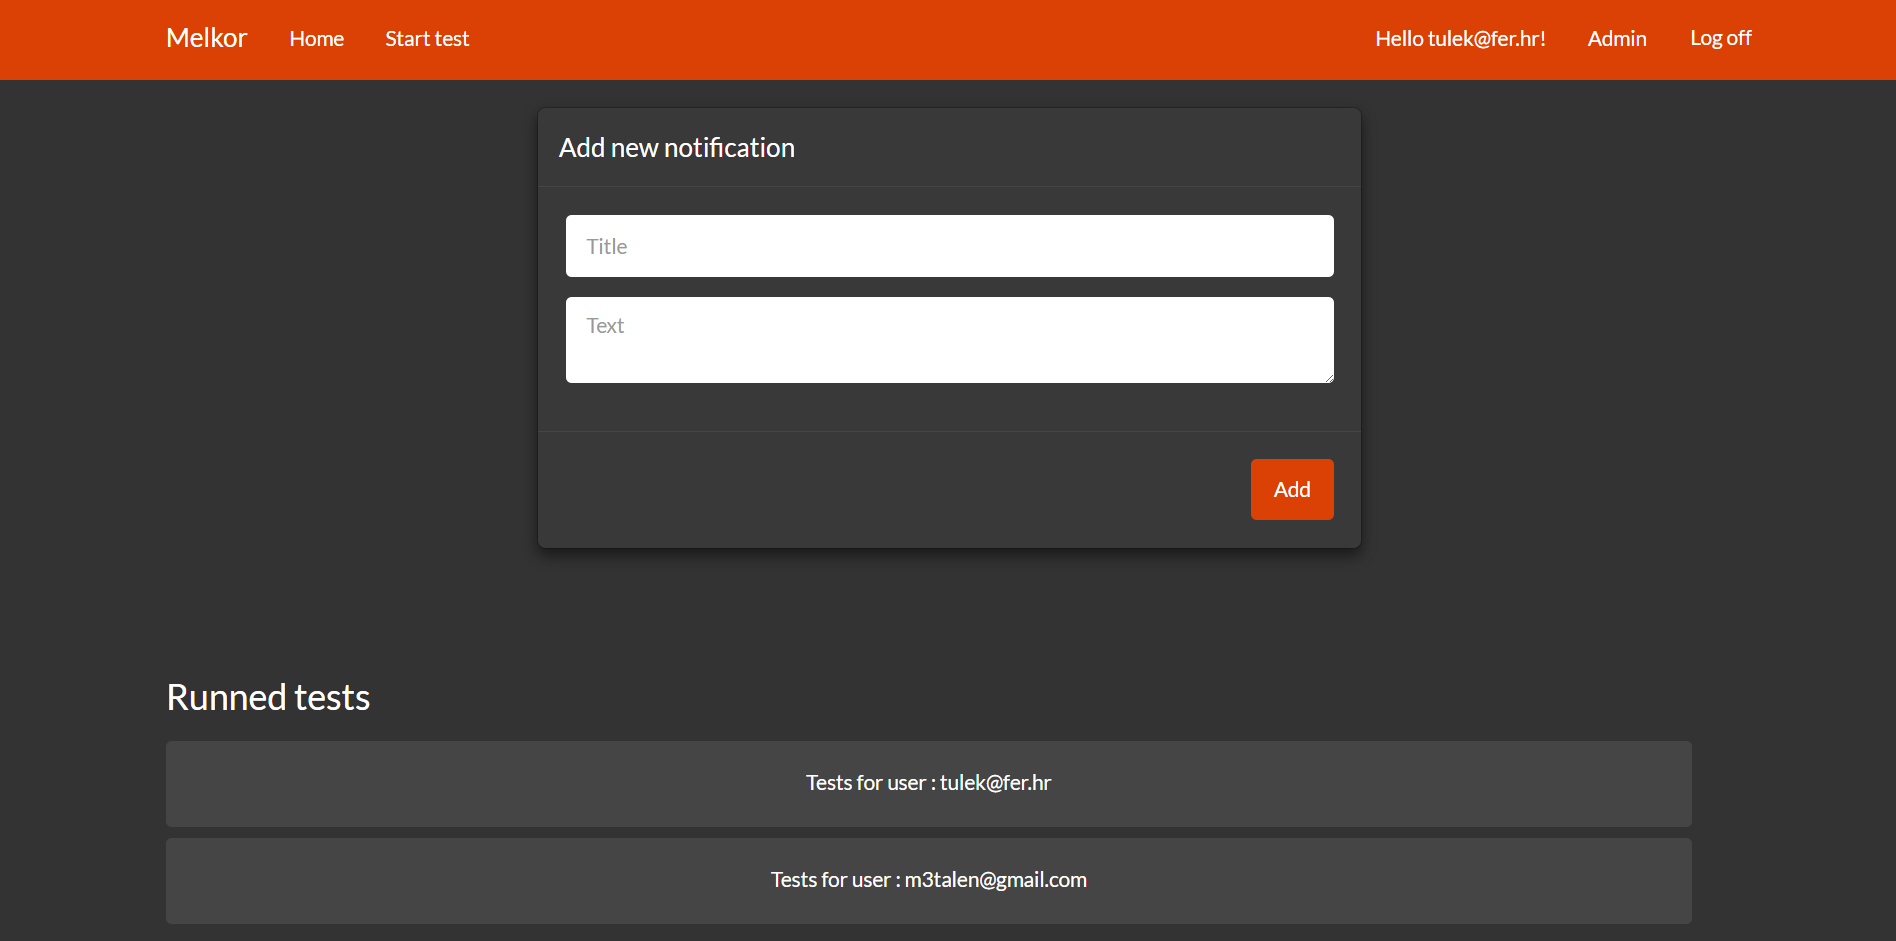 Melkor Home Start test Hello tulek@fer.hr! Admin Log off
Add new notification
Title
Text
Add
Runned tests
Tests for user : tulek@fer.hr
Tests for user : m3talen@gmail.com